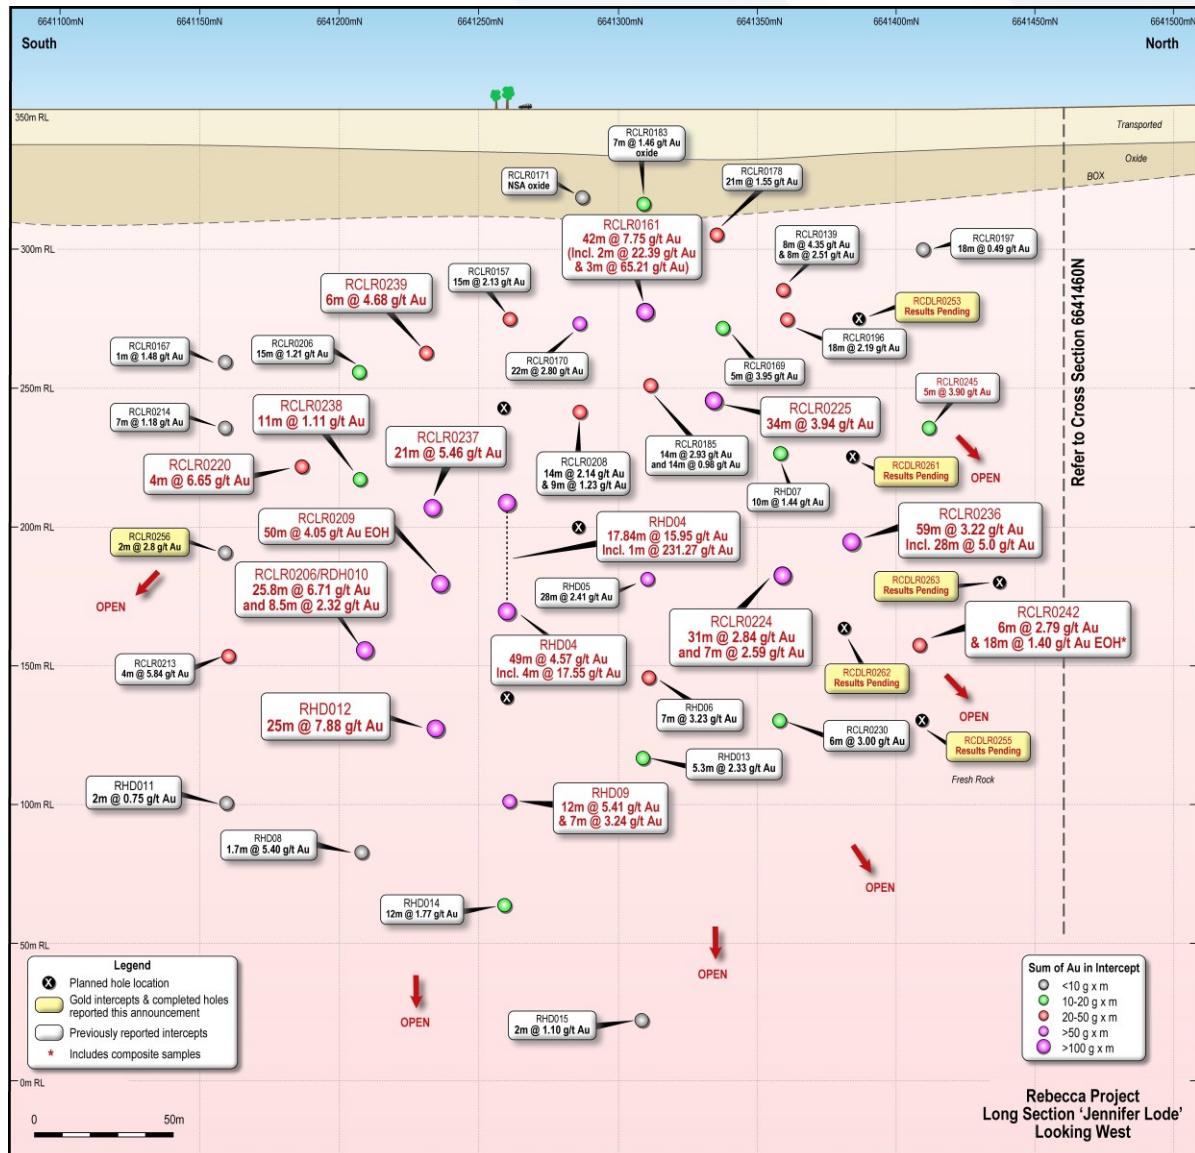 6641100mN
6641150mN
6641200mN
6641250mN
6641300mN
6641350mN
6641400mN
6641450mN
6641500mN
South
North
350m RL
Transported
Oxide
BOX
RCLR0183
7m @ 1.46 g/t Au
oxide
RCLR0171
NSA oxide
RCLR0178
21m @ 1.55 g/t Au
RCLR0161
42m @ 7.75 g/t Au
(Incl. 2m @ 22.39 g/t Au
& 3m @ 65.21 g/t Au)
RCLR0139
8m @ 4.35 g/t Au
& 8m @ 2.51 g/t Au
RCLR0197
18m @ 0.49 g/t Au
300m RL
RCLR0239
6m @ 4.68 g/t Au
RCLR0157
15m @ 2.13 g/t Au
RCDLR0253
Results Pending
RCLR0167
1m @ 1.48 g/t Au
RCLR0206
15m @ 1.21 g/t Au
RCLR0170
22m @ 2.80 g/t Au
RCLR0169
5m @ 3.95 g/t Au
RCLR0196
18m @ 2.19 g/t Au
250m RL
RCLR0245
5m @ 3.90 g/t Au
RCLR0214
7m @ 1.18 g/t Au
RCLR0238
11m @ 1.11 g/t Au
RCLR0225
34m @ 3.94 g/t Au
RCLR0237
21m @ 5.46 g/t Au
RCLR0220
4m @ 6.65 g/t Au
RCLR0208
14m @ 2.14 g/t Au
& 9m @ 1.23 g/t Au
RCLR0185
14m @ 2.93 g/t Au
and 14m @ 0.98 g/t Au
RHD07
10m @ 1.44 g/t Au
RCDLR0261
Results Pending
OPEN
Refer to Cross Section 6641460N
200m RL
RCLR0256
2m @ 2.8 g/t Au
RCLR0209
50m @ 4.05 g/t Au EOH
RHD04
17.84m @ 15.95 g/t Au
Incl. 1m @ 231.27 g/t Au
RCLR0236
59m @ 3.22 g/t Au
Incl. 28m @ 5.0 g/t Au
OPEN
RCLR0206/RDH010
25.8m @ 6.71 g/t Au
and 8.5m @ 2.32 g/t Au
RHD05
28m @ 2.41 g/t Au
RCDLR0263
Results Pending
RCLR0224
31m @ 2.84 g/t Au
and 7m @ 2.59 g/t Au
RCLR0242
6m @ 2.79 g/t Au
& 18m @ 1.40 g/t Au EOH*
150m RL
RCLR0213
4m @ 5.84 g/t Au
RHD04
49m @ 4.57 g/t Au
Incl. 4m @ 17.55 g/t Au
RCDLR0262
Results Pending
RHD012
25m @ 7.88 g/t Au
RHD06
7m @ 3.23 g/t Au
RCLR0230
6m @ 3.00 g/t Au
OPEN
RCDLR0255
Results Pending
RHD013
5.3m @ 2.33 g/t Au
Fresh Rock
RHD011
2m @ 0.75 g/t Au
100m RL
RHD09
12m @ 5.41 g/t Au
& 7m @ 3.24 g/t Au
RHD08
1.7m @ 5.40 g/t Au
OPEN
RHD014
12m @ 1.77 g/t Au
50m RL
OPEN
OPEN
RHD015
2m @ 1.10 g/t Au
0m RL
Legend
X Planned hole location
Gold intercepts & completed holes
reported this announcement
Previously reported intercepts
* Includes composite samples
Sum of Au in Intercept
<10 g x m
10-20 g x m
20-50 g x m
>50 g x m
>100 g x m
0 50m
Rebecca Project
Long Section 'Jennifer Lode'
Looking West